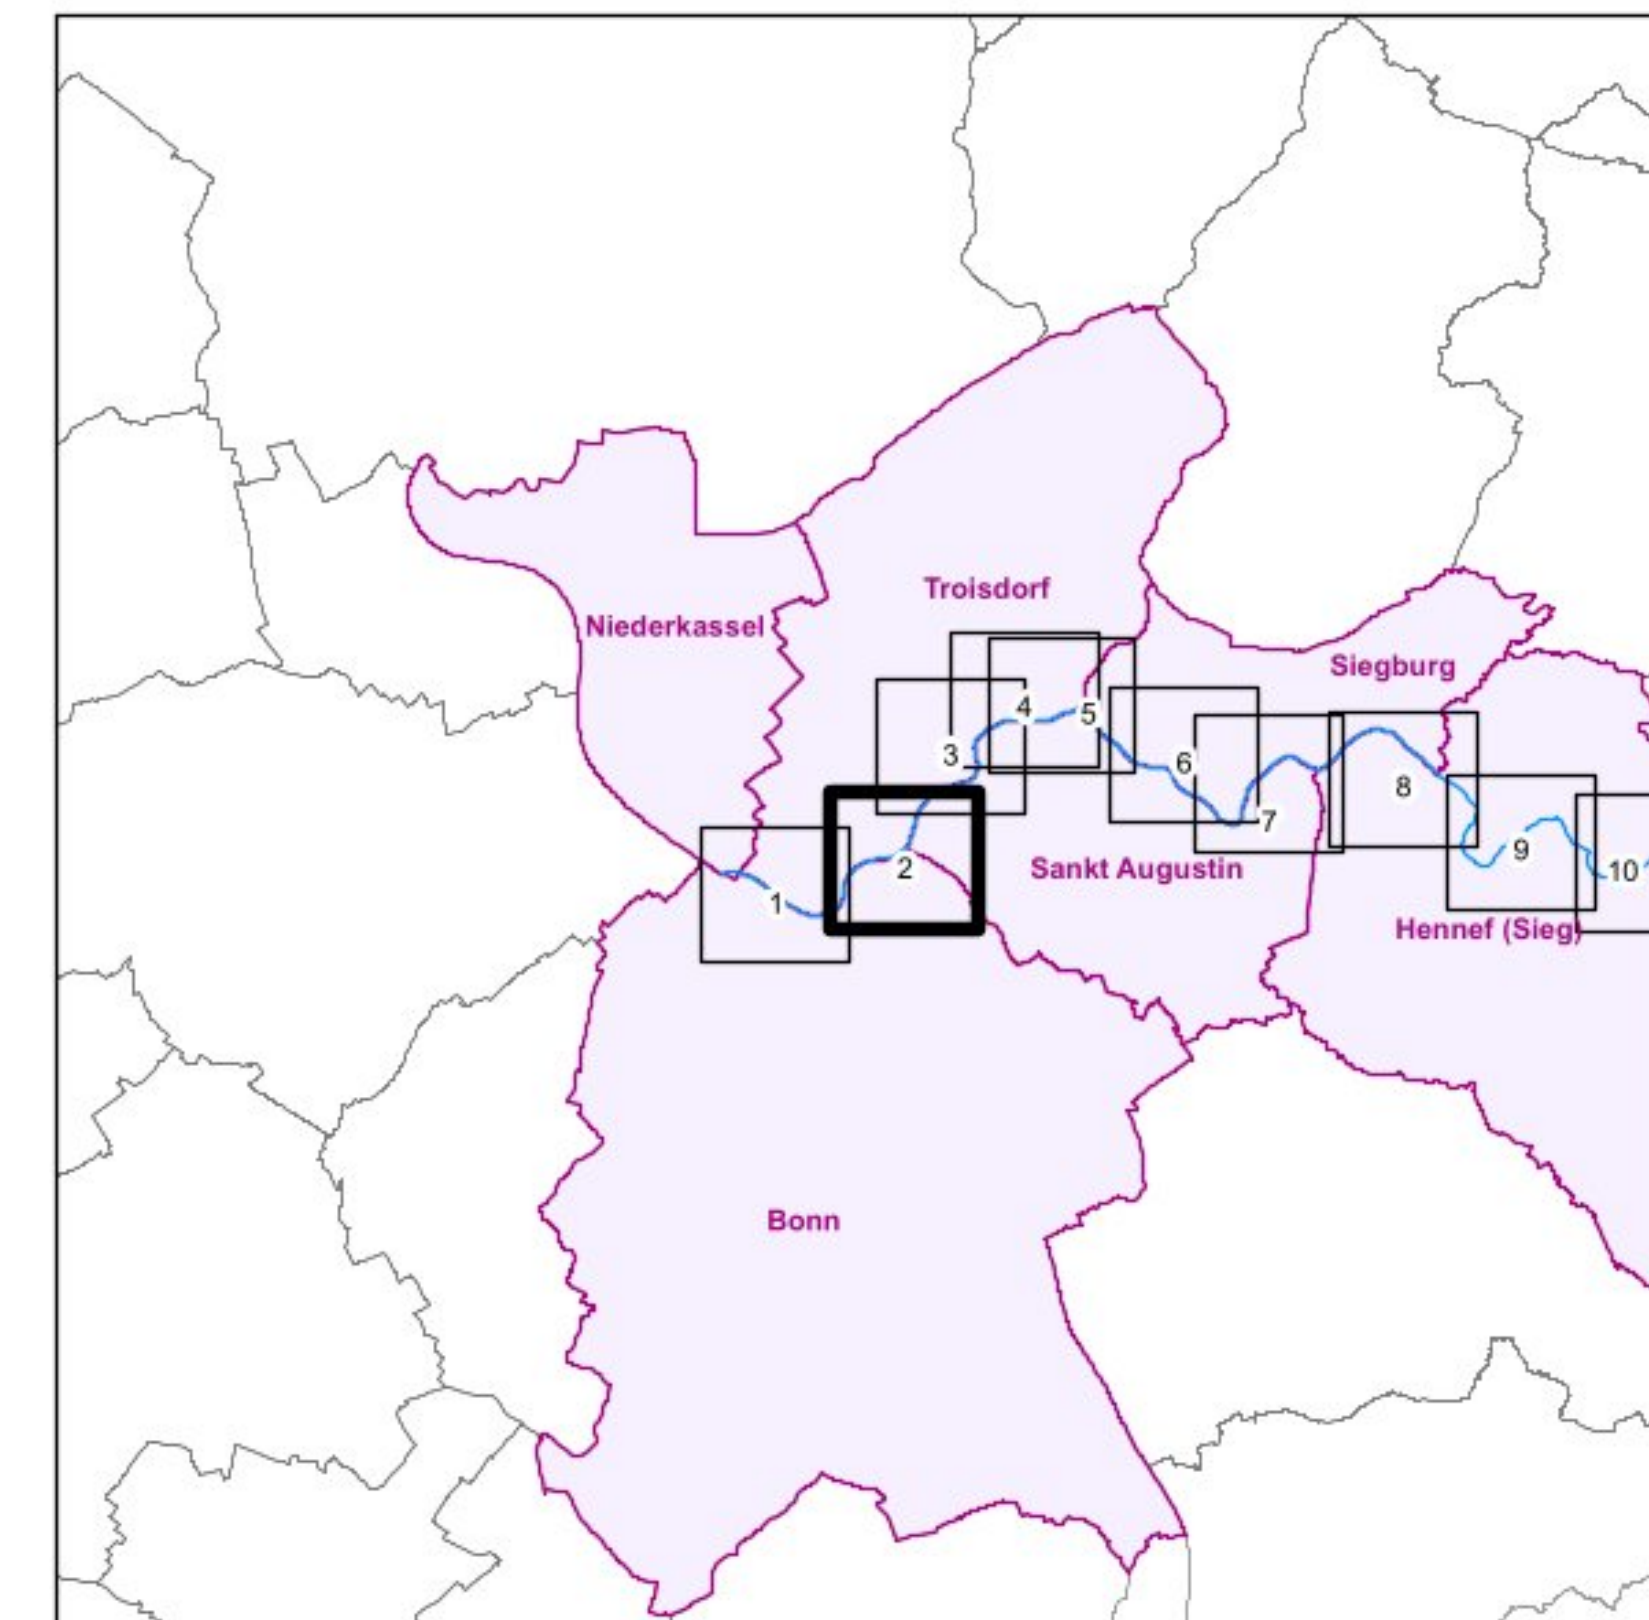 Troisdorf
Niederkassel
Siegburg
4
5
3
6
8
7
2
Sankt Augustin
9
10
1
Hennef (Sieg)
Bonn